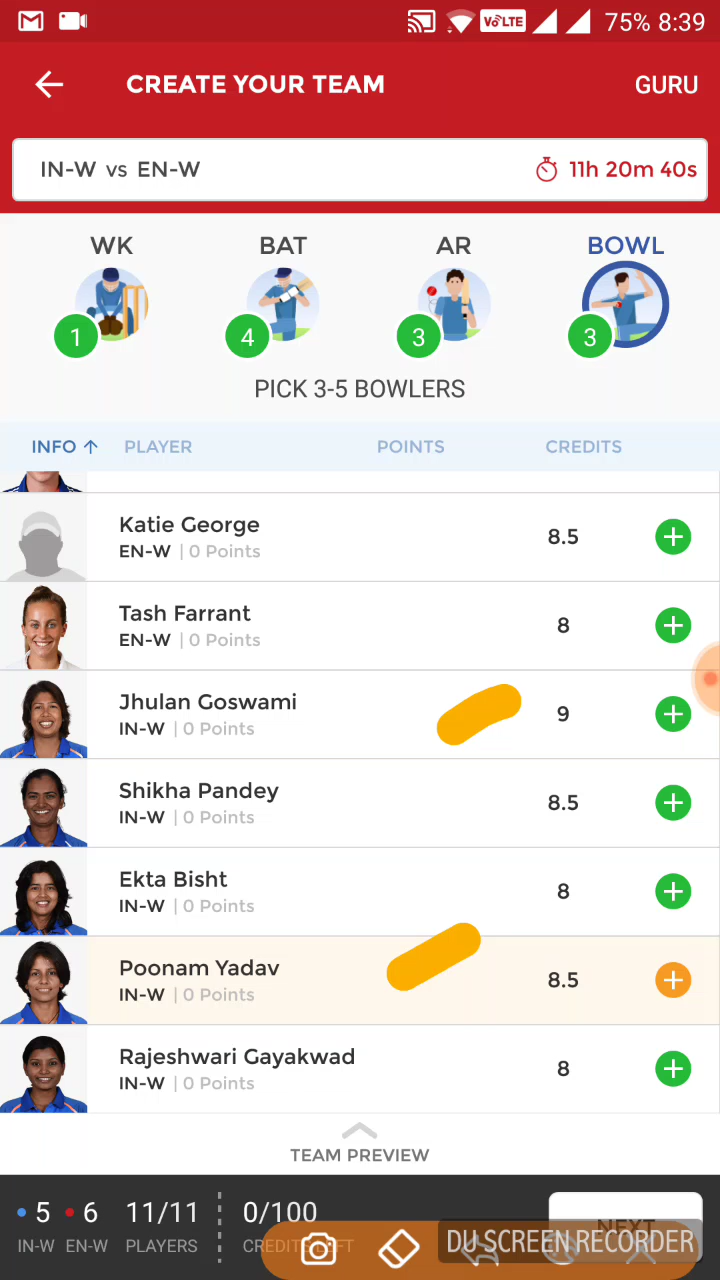 VoLTE 75% 8:39
CREATE YOUR TEAM GURU
IN-W vs EN-W 11h 20m 40s
WK BAT AR BOWL
1 4 3 3
PICK 3-5 BOWLERS
INFO ↑ PLAYER POINTS CREDITS
Katie George
EN-W | 0 Points 8.5
Tash Farrant
EN-W | 0 Points 8
Jhulan Goswami
IN-W | 0 Points 9
Shikha Pandey
IN-W | 0 Points 8.5
Ekta Bisht
IN-W | 0 Points 8
Poonam Yadav
IN-W | 0 Points 8.5
Rajeshwari Gayakwad
IN-W | 0 Points 8
TEAM PREVIEW
5 6 11/11 0/100 NEXT
IN-W EN-W PLAYERS CREDITS LEFT
DU SCREEN RECORDER